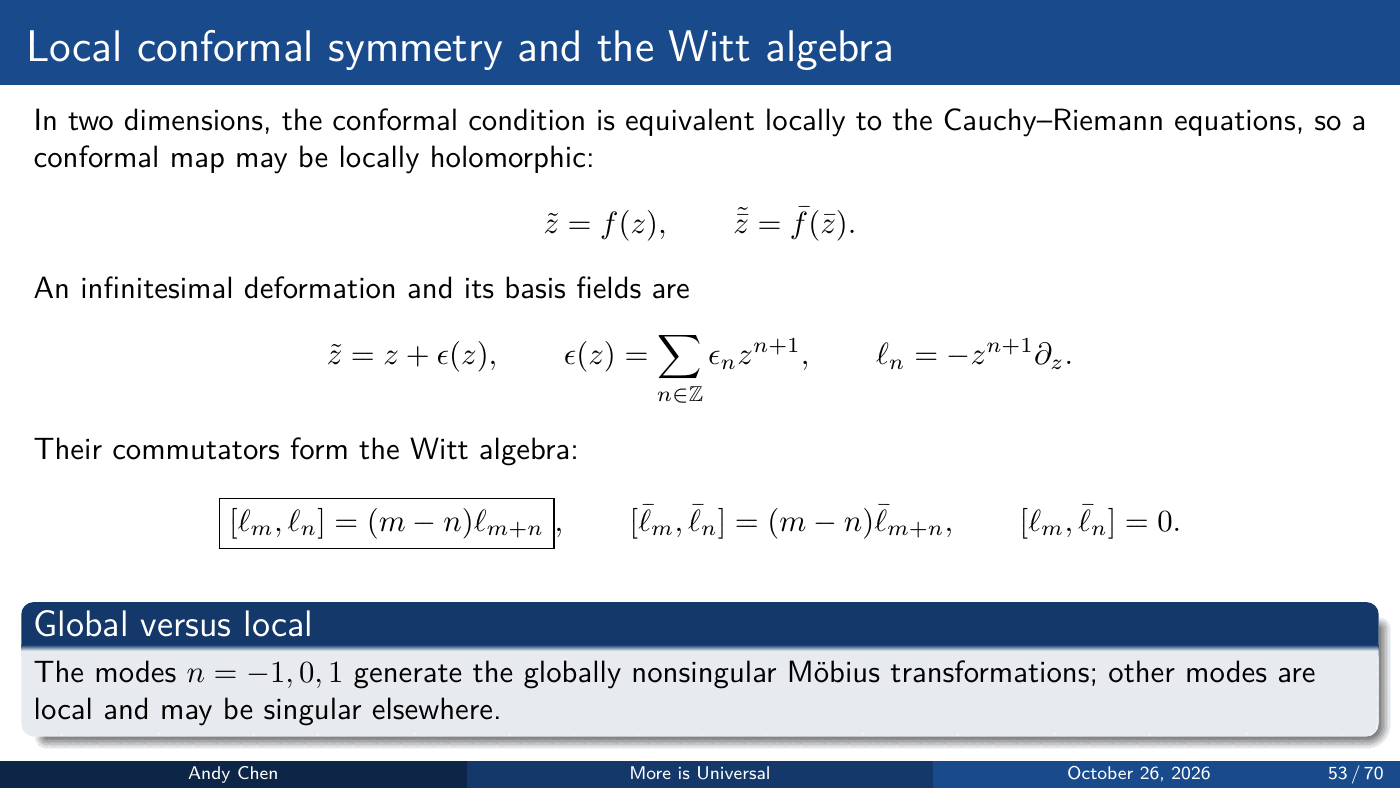 Local conformal symmetry and the Witt algebra
In two dimensions, the conformal condition is equivalent locally to the Cauchy–Riemann equations, so a
conformal map may be locally holomorphic:
z̃ = f(z), z̄̃ = f̄(z̄).
An infinitesimal deformation and its basis fields are
z̃ = z + ϵ(z), ϵ(z) = ∑_{n∈ℤ} ϵ_n z^{n+1}, ℓ_n = −z^{n+1}∂_z.
Their commutators form the Witt algebra:
[ℓ_m, ℓ_n] = (m − n)ℓ_{m+n}, [ℓ̄_m, ℓ̄_n] = (m − n)ℓ̄_{m+n}, [ℓ_m, ℓ̄_n] = 0.
Global versus local
The modes n = −1, 0, 1 generate the globally nonsingular Möbius transformations; other modes are
local and may be singular elsewhere.
Andy Chen More is Universal October 26, 2026 53 / 70